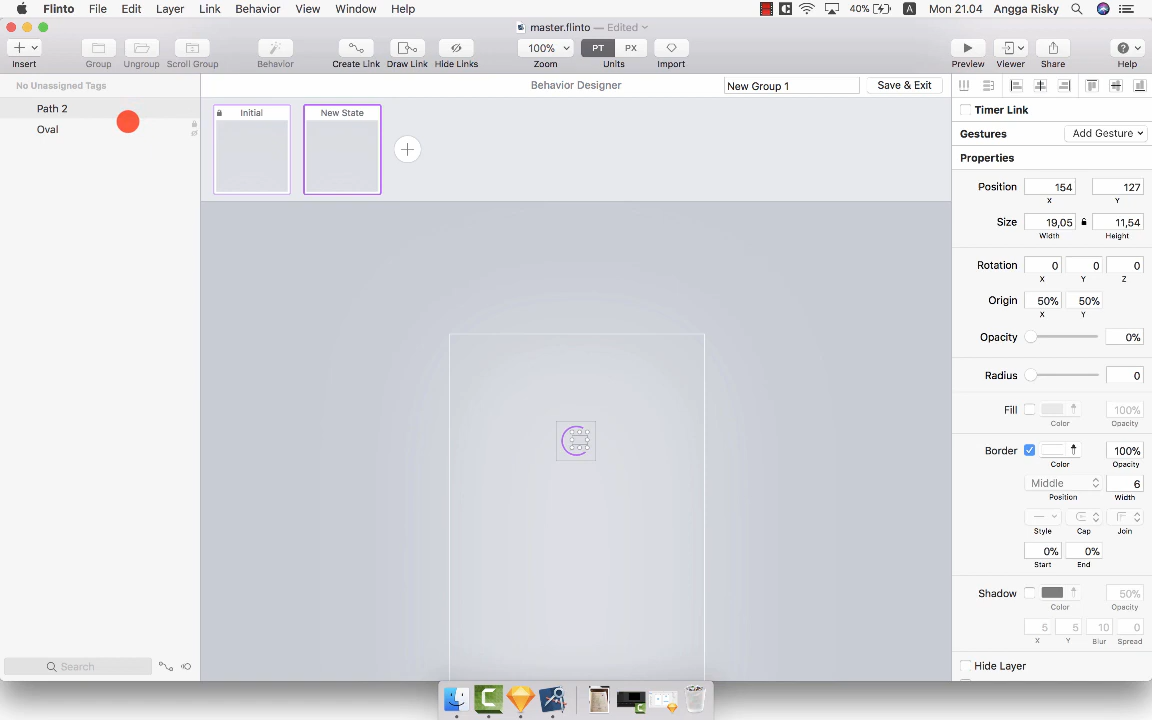 Flinto File Edit Layer Link Behavior View Window Help 40% A Mon 21.04 Angga Risky
master.flinto — Edited
Insert Group Ungroup Scroll Group Behavior Create Link Draw Link Hide Links 100% Zoom PT PX Units Import Preview Viewer Share Help
No Unassigned Tags
Path 2
Oval
Search
Behavior Designer New Group 1 Save & Exit
Initial New State
Timer Link
Gestures Add Gesture
Properties
Position 154 127
X Y
Size 19,05 11,54
Width Height
Rotation 0 0 0
X Y Z
Origin 50% 50%
X Y
Opacity 0%
Radius 0
Fill 100%
Color Opacity
Border 100%
Color Opacity
Middle 6
Position Width
Style Cap Join
0% 0%
Start End
Shadow 50%
Color Opacity
5 5 10 0
X Y Blur Spread
Hide Layer